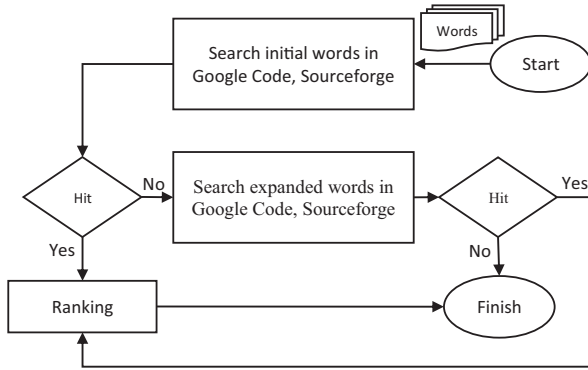 Words
Search initial words in
Google Code, Sourceforge
Start
Hit
No
Search expanded words in
Google Code, Sourceforge
Hit
Yes
Yes
No
Ranking
Finish